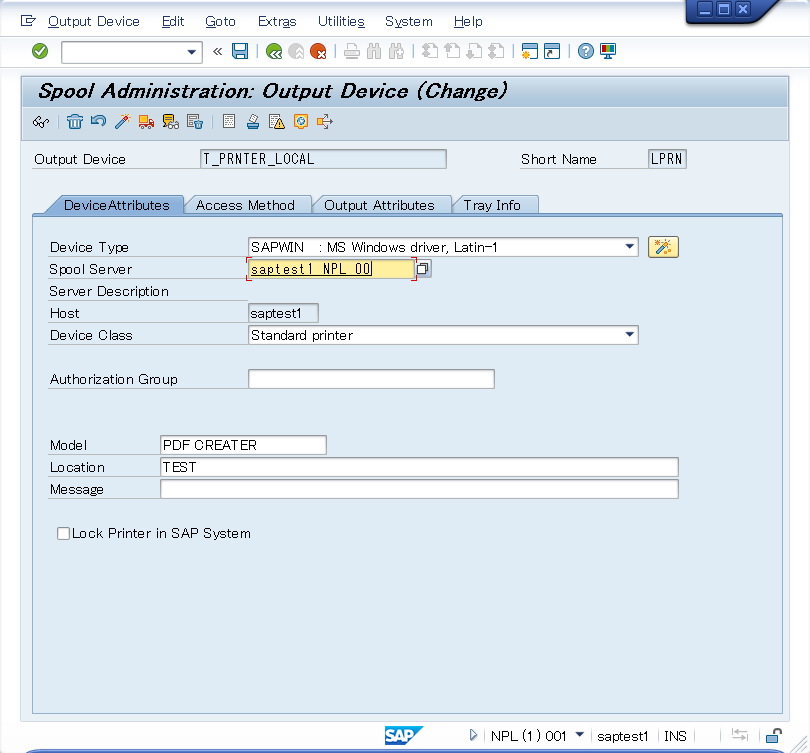 Output Device Edit Goto Extras Utilities System Help
Spool Administration: Output Device (Change)
Output Device T_PRNTER_LOCAL Short Name LPRN
DeviceAttributes Access Method Output Attributes Tray Info
Device Type SAPWIN : MS Windows driver, Latin-1
Spool Server saptest1_NPL_00
Server Description
Host saptest1
Device Class Standard printer
Authorization Group
Model PDF CREATER
Location TEST
Message
Lock Printer in SAP System
SAP NPL (1) 001 saptest1 INS